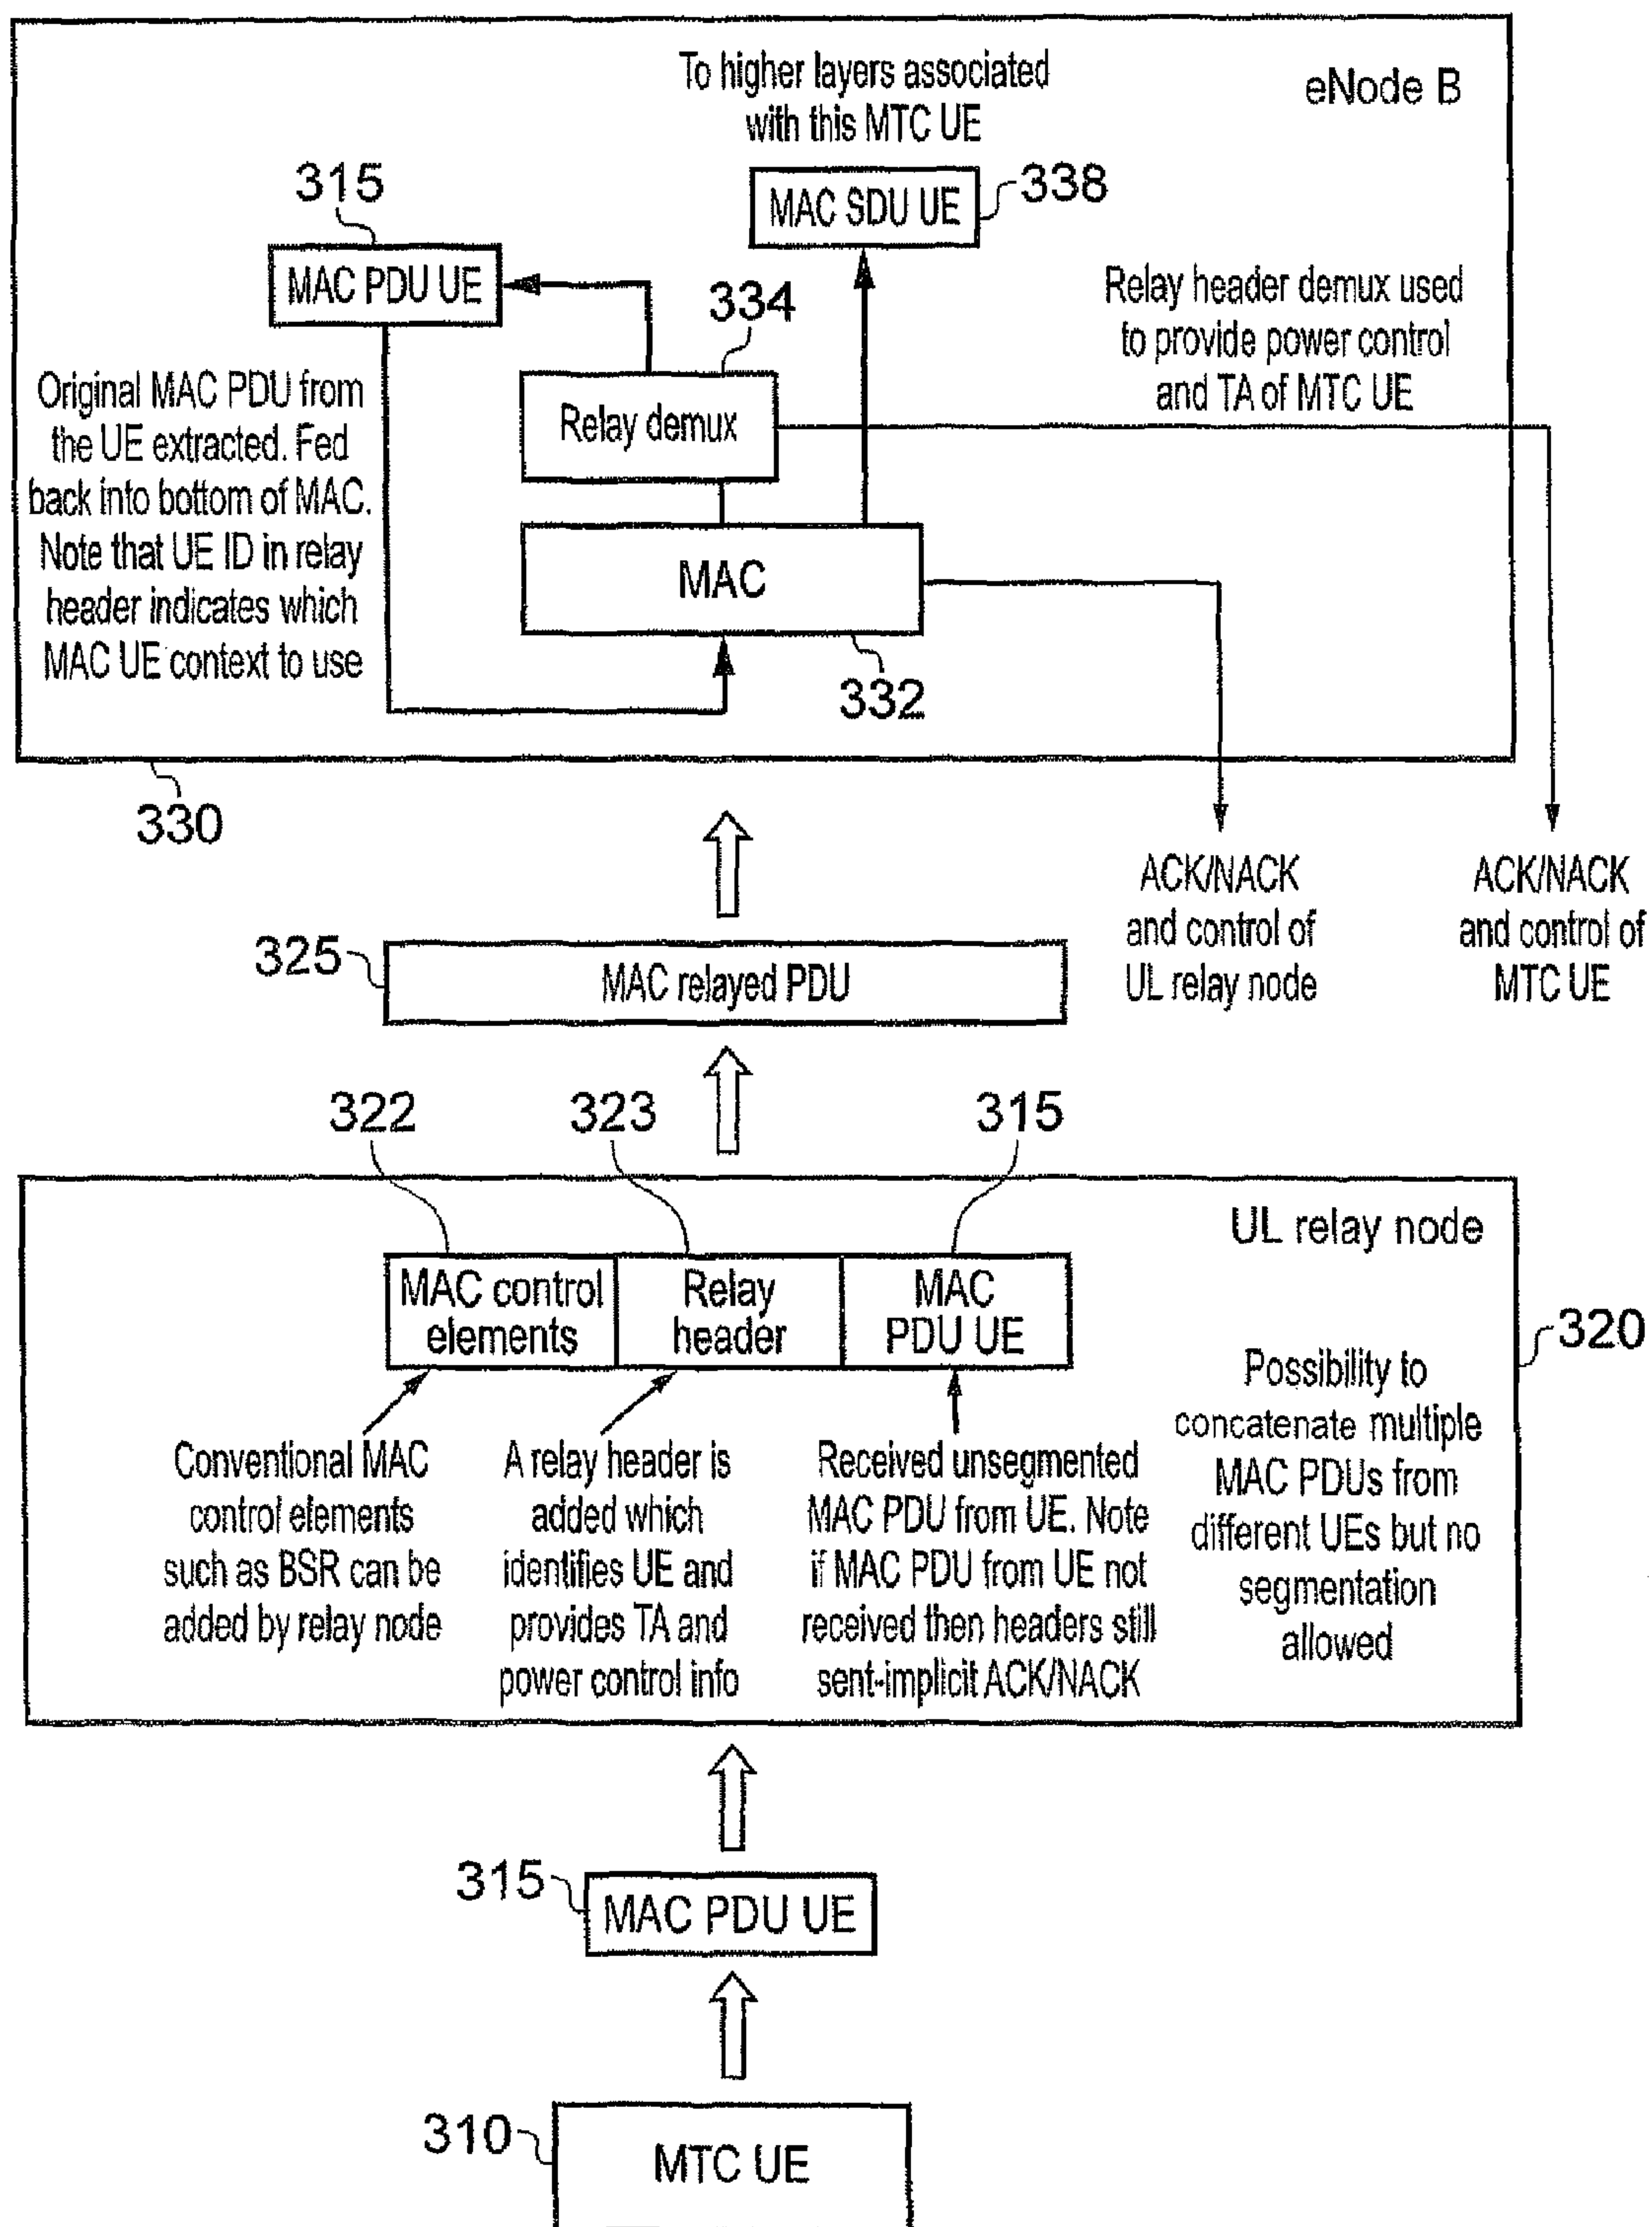 eNode B
To higher layers associated
with this MTC UE
315
MAC SDU UE
338
MAC PDU UE
334
Relay header demux used
to provide power control
and TA of MTC UE
Original MAC PDU from
the UE extracted. Fed
back into bottom of MAC.
Note that UE ID in relay
header indicates which
MAC UE context to use
Relay demux
MAC
332
330
ACK/NACK
and control of
UL relay node
ACK/NACK
and control of
MTC UE
325
MAC relayed PDU
322
323
315
UL relay node
MAC control
elements
Relay
header
MAC
PDU UE
320
Conventional MAC
control elements
such as BSR can be
added by relay node
A relay header is
added which
identifies UE and
provides TA and
power control info
Received unsegmented
MAC PDU from UE. Note
if MAC PDU from UE not
received then headers still
sent-implicit ACK/NACK
Possibility to
concatenate multiple
MAC PDUs from
different UEs but no
segmentation
allowed
315
MAC PDU UE
310
MTC UE